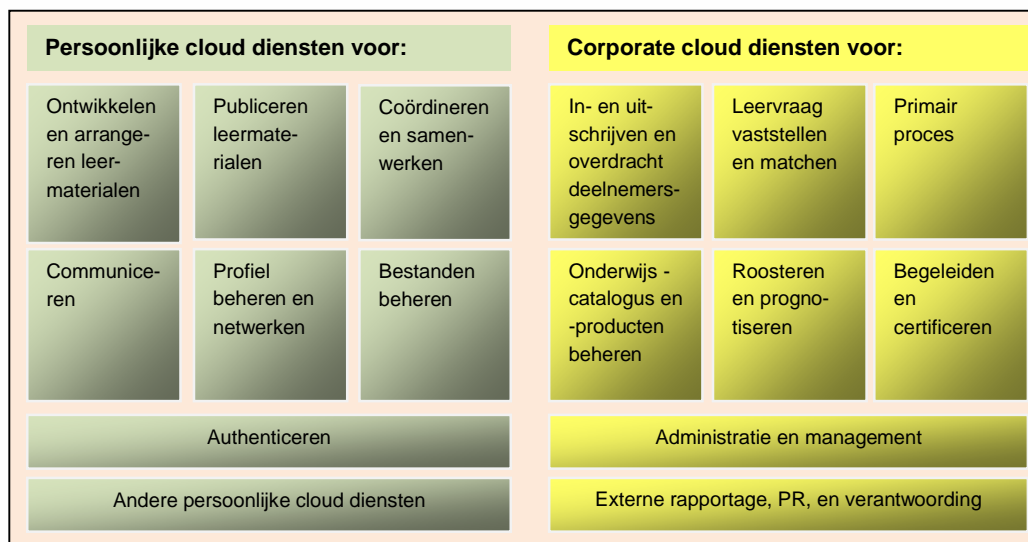 Persoonlijke cloud diensten voor:
Ontwikkelen
en arrange-
ren leer-
materialen
Publiceren
leermate-
rialen
Coördineren
en samen-
werken
Communice-
ren
Profiel
beheren en
netwerken
Bestanden
beheren
Authenticeren
Andere persoonlijke cloud diensten
Corporate cloud diensten voor:
In- en uit-
schrijven en
overdracht
deelnemers-
gegevens
Leervraag
vaststellen
en matchen
Primair
proces
Onderwijs -
catalogus en
-producten
beheren
Roosteren
en progno-
tiseren
Begeleiden
en
certificeren
Administratie en management
Externe rapportage, PR, en verantwoording